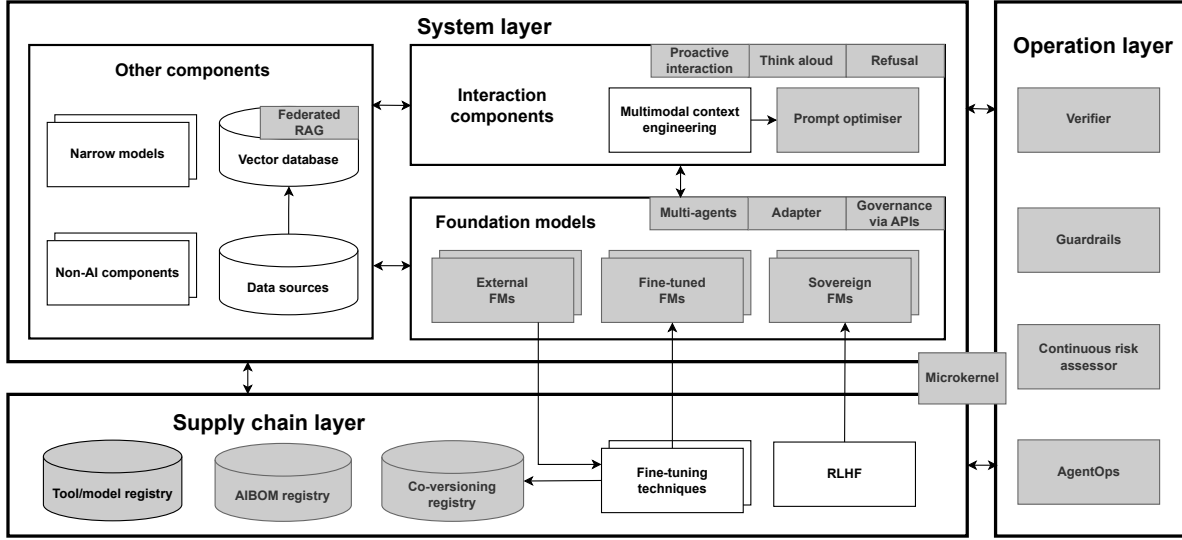 System layer
Other components
Narrow models
Federated
RAG
Vector database
Non-AI components
Data sources
Interaction
components
Proactive
interaction
Think aloud
Refusal
Multimodal context
engineering
Prompt optimiser
Foundation models
Multi-agents
Adapter
Governance
via APIs
External
FMs
Fine-tuned
FMs
Sovereign
FMs
Operation layer
Verifier
Guardrails
Continuous risk
assessor
AgentOps
Microkernel
Supply chain layer
Tool/model registry
AIBOM registry
Co-versioning
registry
Fine-tuning
techniques
RLHF